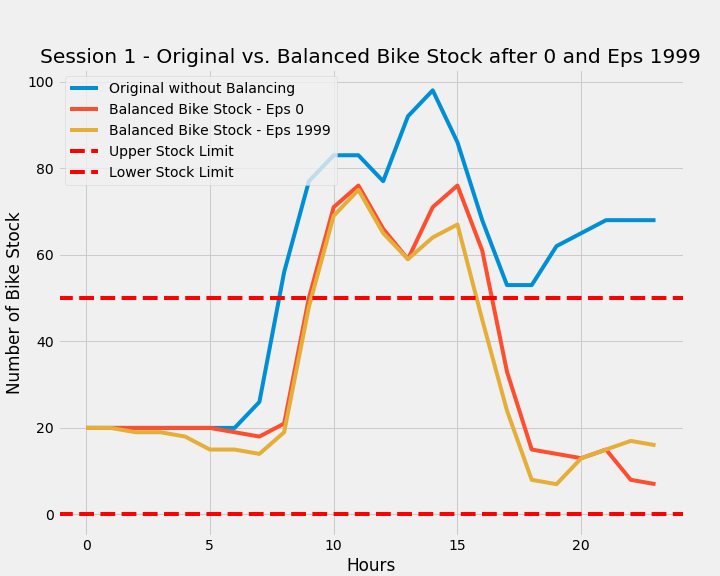 Session 1 - Original vs. Balanced Bike Stock after 0 and Eps 1999
Original without Balancing
Balanced Bike Stock - Eps 0
Balanced Bike Stock - Eps 1999
Upper Stock Limit
Lower Stock Limit
Number of Bike Stock
100
80
60
40
20
0
0 5 10 15 20
Hours